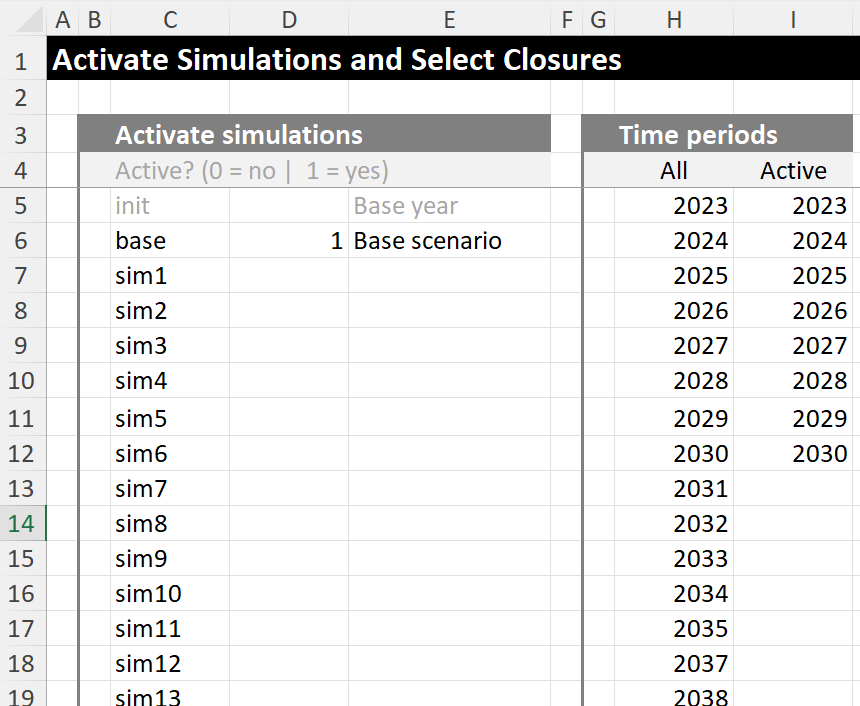 A B C D E F G H I
1 Activate Simulations and Select Closures
2
3 Activate simulations Time periods
4 Active? (0 = no | 1 = yes) All Active
5 init Base year 2023 2023
6 base 1 Base scenario 2024 2024
7 sim1 2025 2025
8 sim2 2026 2026
9 sim3 2027 2027
10 sim4 2028 2028
11 sim5 2029 2029
12 sim6 2030 2030
13 sim7 2031
14 sim8 2032
15 sim9 2033
16 sim10 2034
17 sim11 2035
18 sim12 2037
19 sim13 2038